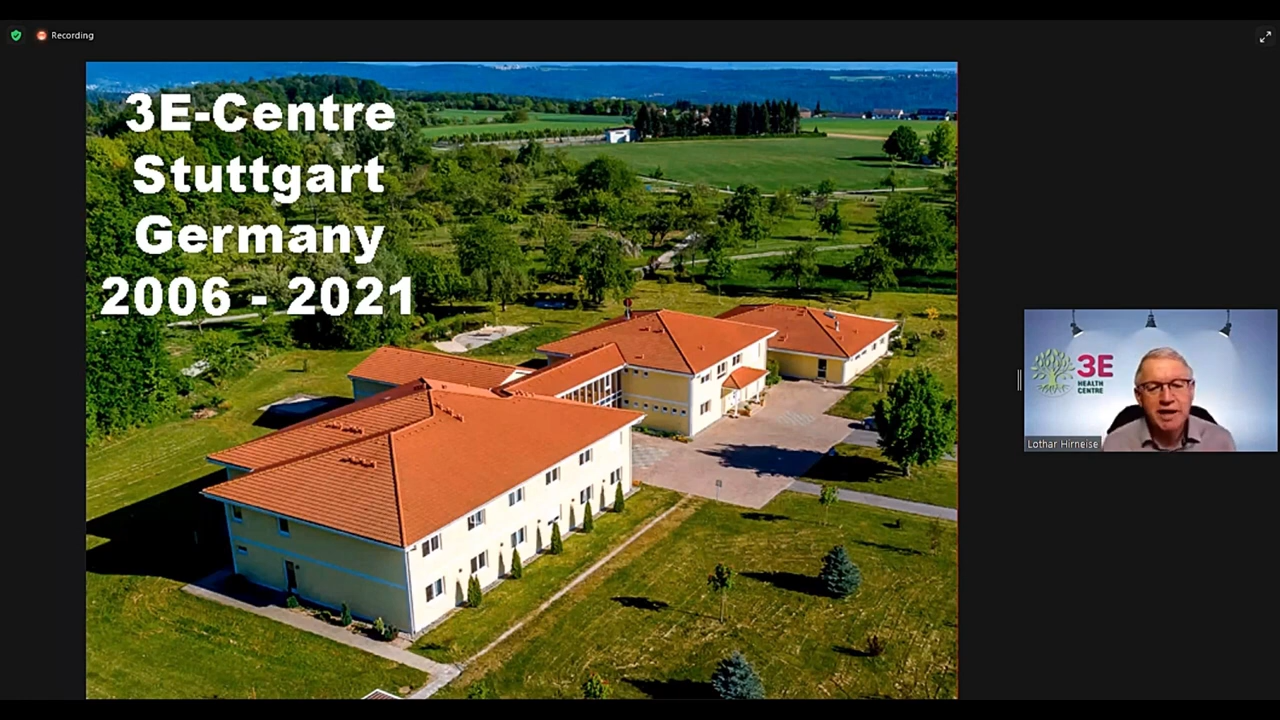 Recording
3E-Centre
Stuttgart
Germany
2006 - 2021
3E
HEALTH
CENTRE
Lothar Hirneise